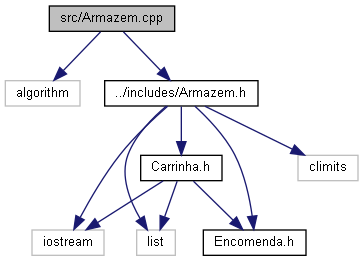 src/Armazem.cpp
algorithm
../includes/Armazem.h
Carrinha.h
climits
iostream
list
Encomenda.h